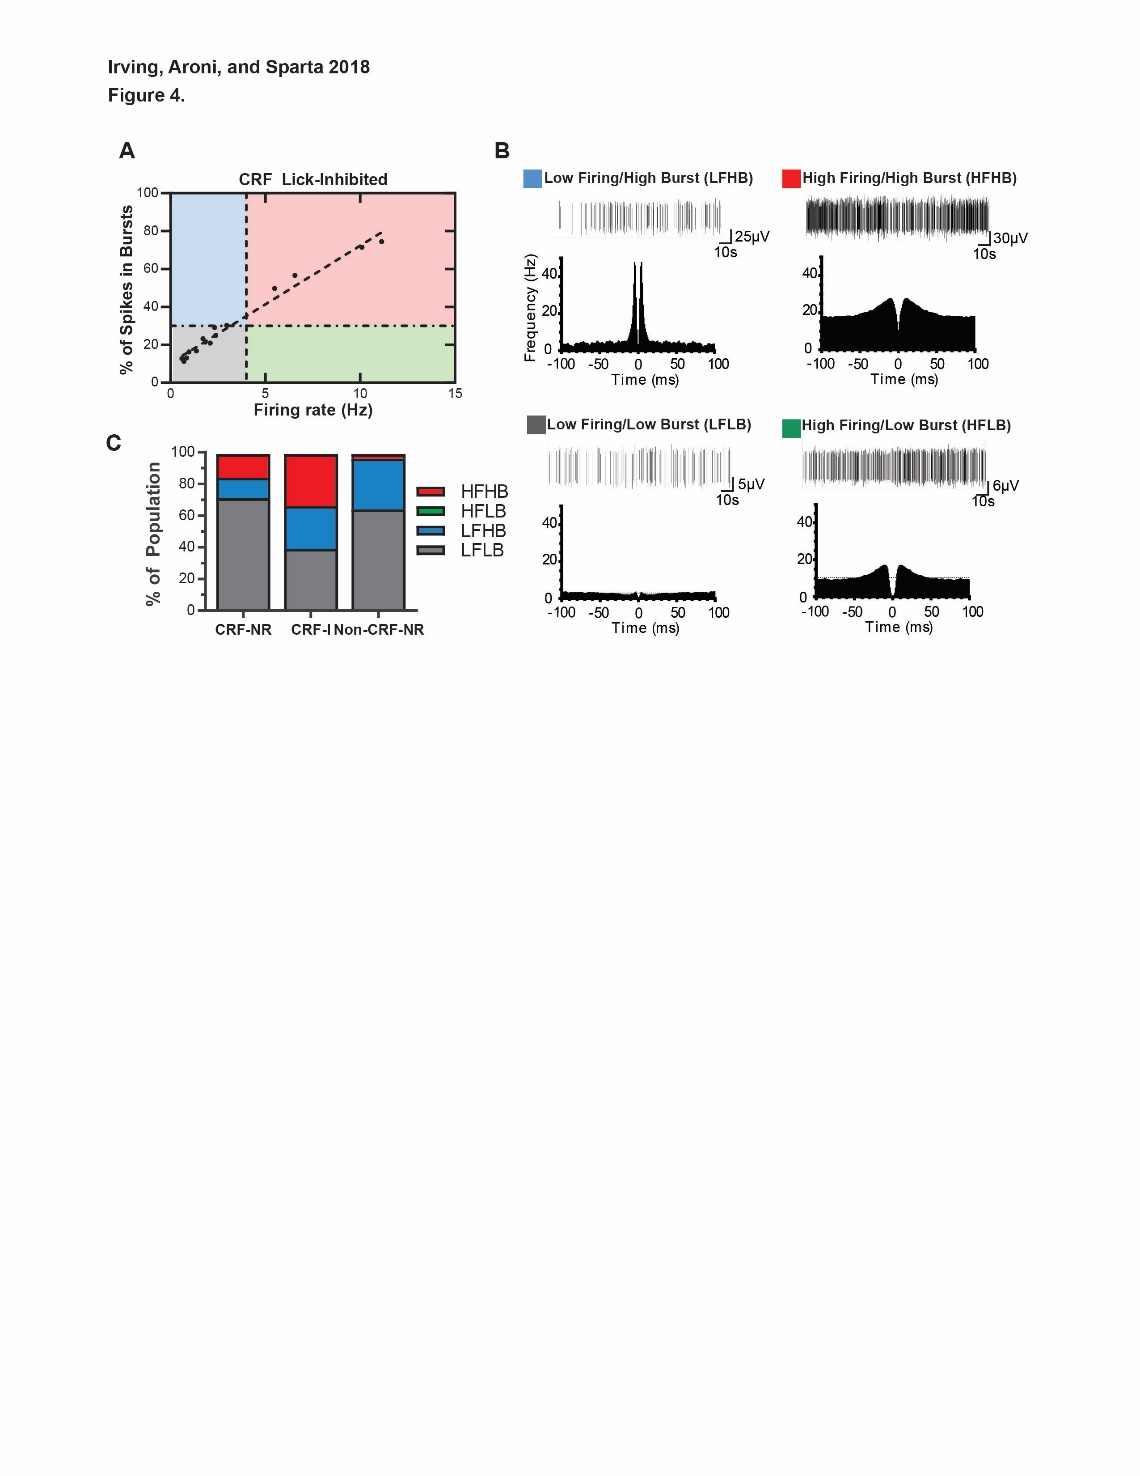 Irving, Aroni, and Sparta 2018
Figure 4.
A
CRF Lick-Inhibited
% of Spikes in Bursts
100
80
60
40
20
0
0 5 10 15
Firing rate (Hz)
B
Low Firing/High Burst (LFHB)
25µV
10s
Frequency (Hz)
40
20
0
-100 -50 0 50 100
Time (ms)
High Firing/High Burst (HFHB)
30µV
10s
40
20
0
-100 -50 0 50 100
Time (ms)
Low Firing/Low Burst (LFLB)
5µV
10s
40
20
0
-100 -50 0 50 100
Time (ms)
High Firing/Low Burst (HFLB)
6µV
10s
40
20
0
-100 -50 0 50 100
Time (ms)
C
% of Population
100
80
60
40
20
0
CRF-NR CRF-I Non-CRF-NR
HFHB
HFLB
LFHB
LFLB